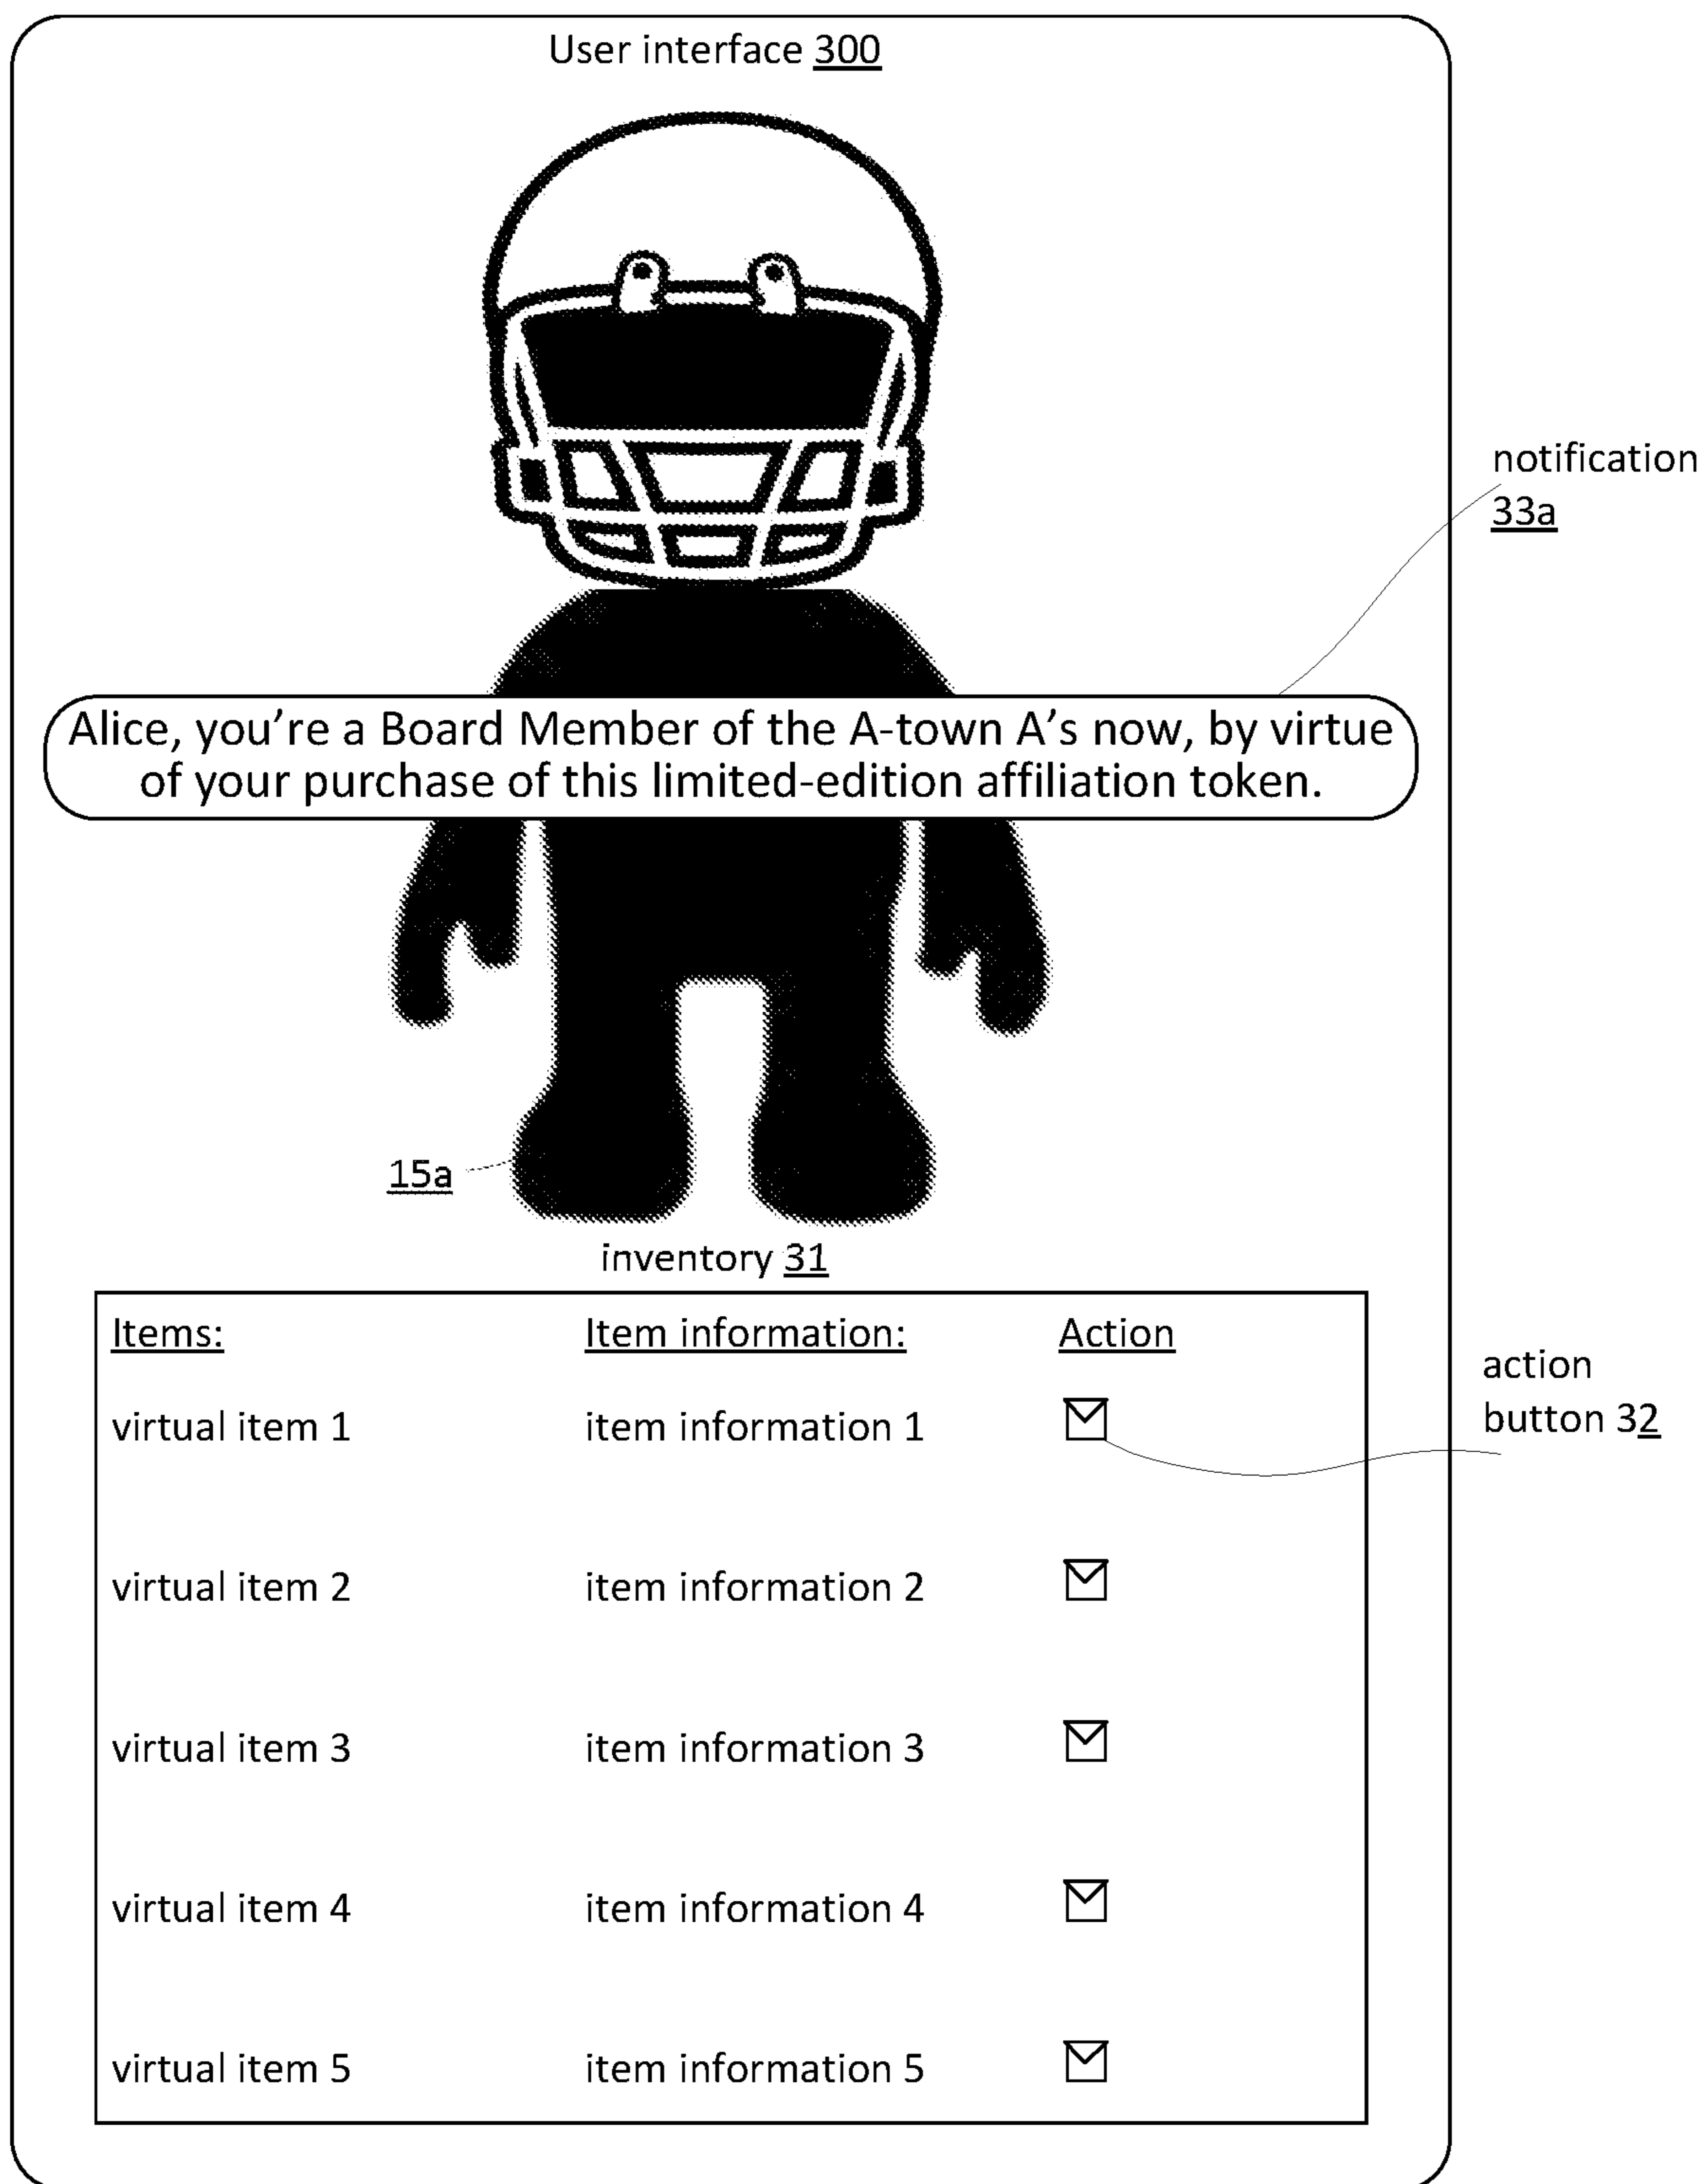 User interface 300
notification
33a
Alice, you're a Board Member of the A-town A's now, by virtue
of your purchase of this limited-edition affiliation token.
15a
inventory 31
Items: Item information: Action
action
button 32
virtual item 1 item information 1
virtual item 2 item information 2
virtual item 3 item information 3
virtual item 4 item information 4
virtual item 5 item information 5